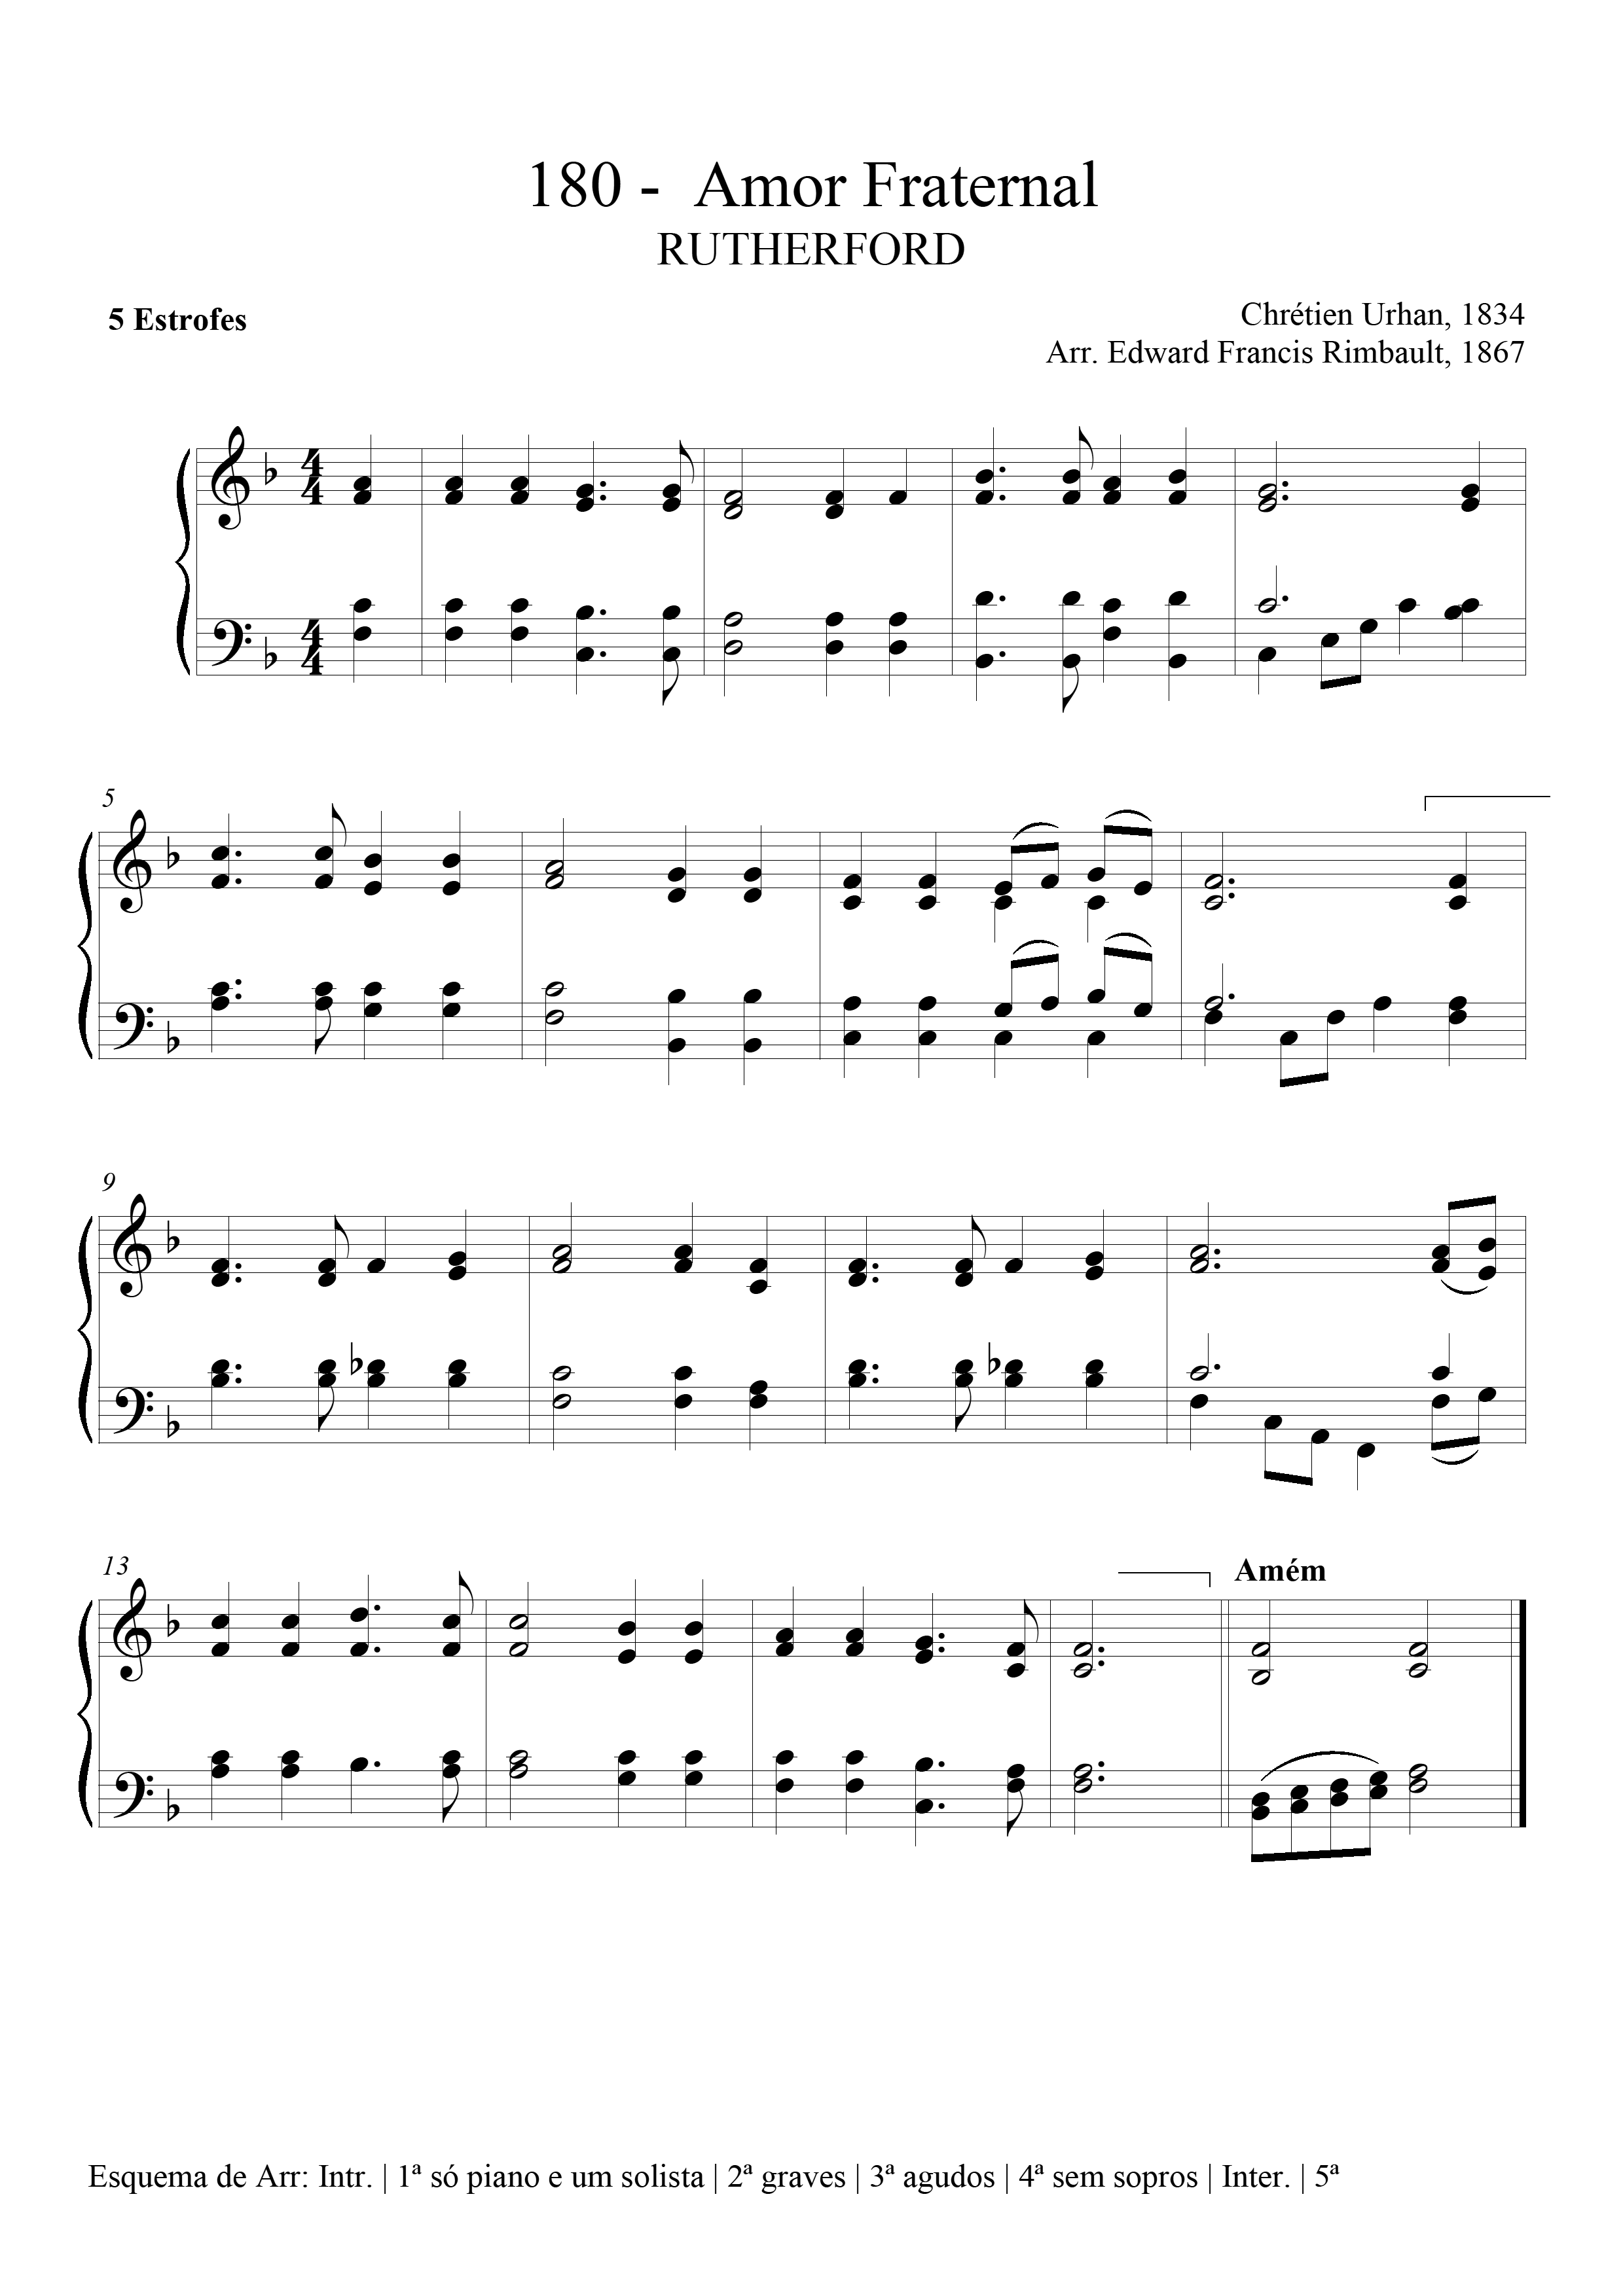 180 - Amor Fraternal
RUTHERFORD
5 Estrofes
Chrétien Urhan, 1834
Arr. Edward Francis Rimbault, 1867
4
4
4
4
5
9
13
Amém
Esquema de Arr: Intr. | 1ª só piano e um solista | 2ª graves | 3ª agudos | 4ª sem sopros | Inter. | 5ª